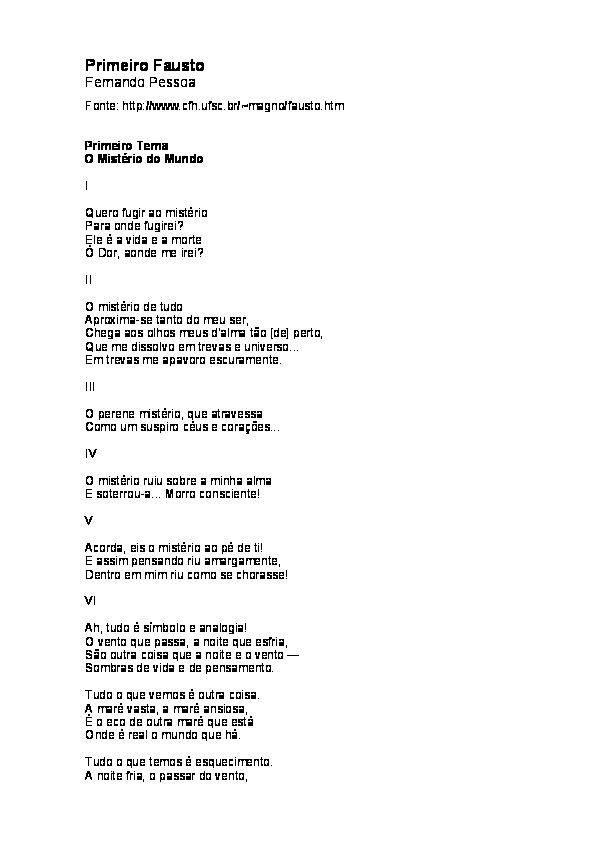 Primeiro Fausto
Fernando Pessoa
Fonte: http://www.cfh.ufsc.br/~magno/fausto.htm
Primeiro Tema
O Mistério do Mundo
I
Quero fugir ao mistério
Para onde fugirei?
Ele é a vida e a morte
Ó Dor, aonde me irei?
II
O mistério de tudo
Aproxima-se tanto do meu ser,
Chega aos olhos meus d'alma tão [de] perto,
Que me dissolvo em trevas e universo...
Em trevas me apavoro escuramente.
III
O perene mistério, que atravessa
Como um suspiro céus e corações...
IV
O mistério ruiu sobre a minha alma
E soterrou-a... Morro consciente!
V
Acorda, eis o mistério ao pé de ti!
E assim pensando riu amargamente,
Dentro em mim riu como se chorasse!
VI
Ah, tudo é símbolo e analogia!
O vento que passa, a noite que esfria,
São outra coisa que a noite e o vento —
Sombras de vida e de pensamento.
Tudo o que vemos é outra coisa.
A maré vasta, a maré ansiosa,
É o eco de outra maré que está
Onde é real o mundo que há.
Tudo o que temos é esquecimento.
A noite fria, o passar do vento,